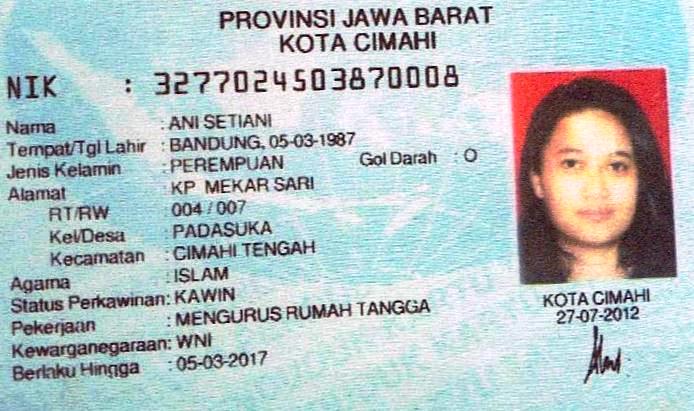 PROVINSI JAWA BARAT
KOTA CIMAHI
NIK : 3277024503870008
Nama : ANI SETIANI
Tempat/Tgl Lahir : BANDUNG, 05-03-1987
Jenis Kelamin : PEREMPUAN Gol Darah : O
Alamat : KP MEKAR SARI
RT/RW : 004 / 007
Kel/Desa : PADASUKA
Kecamatan : CIMAHI TENGAH
Agama : ISLAM
Status Perkawinan: KAWIN
Pekerjaan : MENGURUS RUMAH TANGGA
Kewarganegaraan: WNI
Berlaku Hingga : 05-03-2017
KOTA CIMAHI
27-07-2012